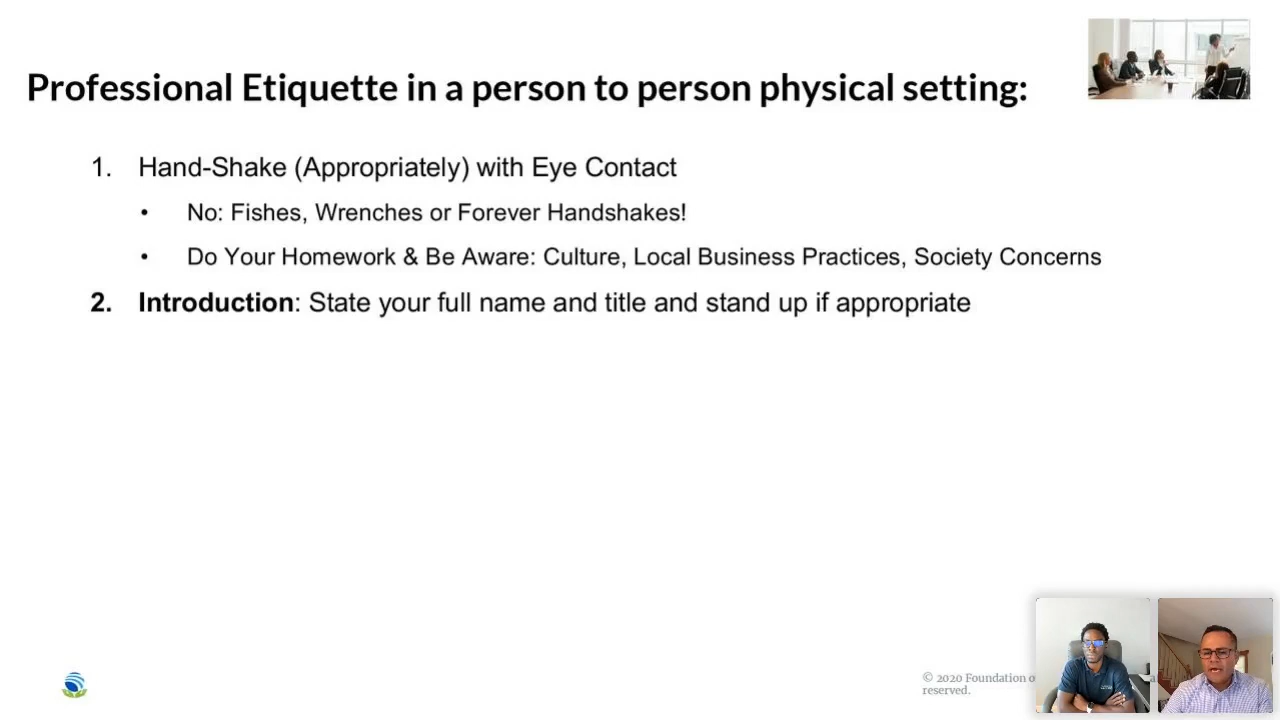 Professional Etiquette in a person to person physical setting:
1. Hand-Shake (Appropriately) with Eye Contact
• No: Fishes, Wrenches or Forever Handshakes!
• Do Your Homework & Be Aware: Culture, Local Business Practices, Society Concerns
2. Introduction: State your full name and title and stand up if appropriate
© 2020 Foundation
reserved.